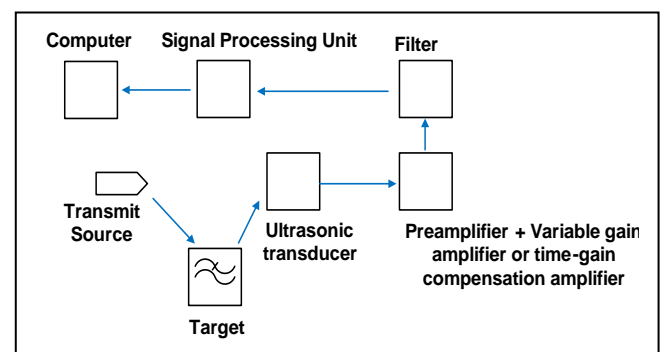 Computer
Signal Processing Unit
Filter
Transmit
Source
Ultrasonic
transducer
Preamplifier + Variable gain
amplifier or time-gain
compensation amplifier
Target